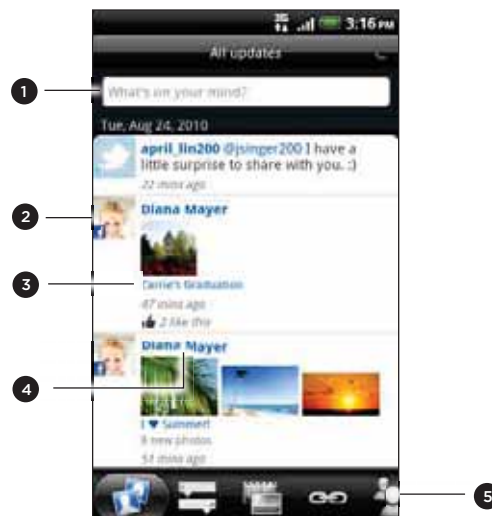 3G 3:16 PM
All updates
1
What's on your mind?
Tue, Aug 24, 2010
april_lin200 @jsinger200 I have a
little surprise to share with you. :)
22 mins ago
2
Diana Mayer
3
Carrie's Graduation
47 mins ago
2 like this
Diana Mayer
4
I ♥ Summer!
8 new photos
51 mins ago
5